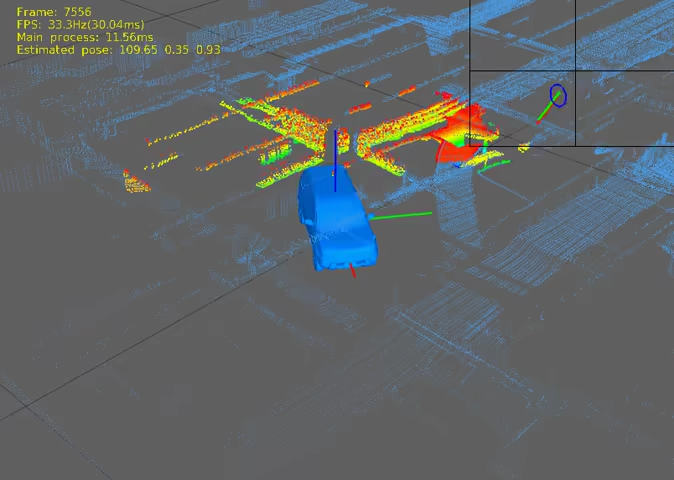 Frame: 7556
FPS: 33.3Hz(30.04ms)
Main process: 11.56ms
Estimated pose: 109.65 0.35 0.93